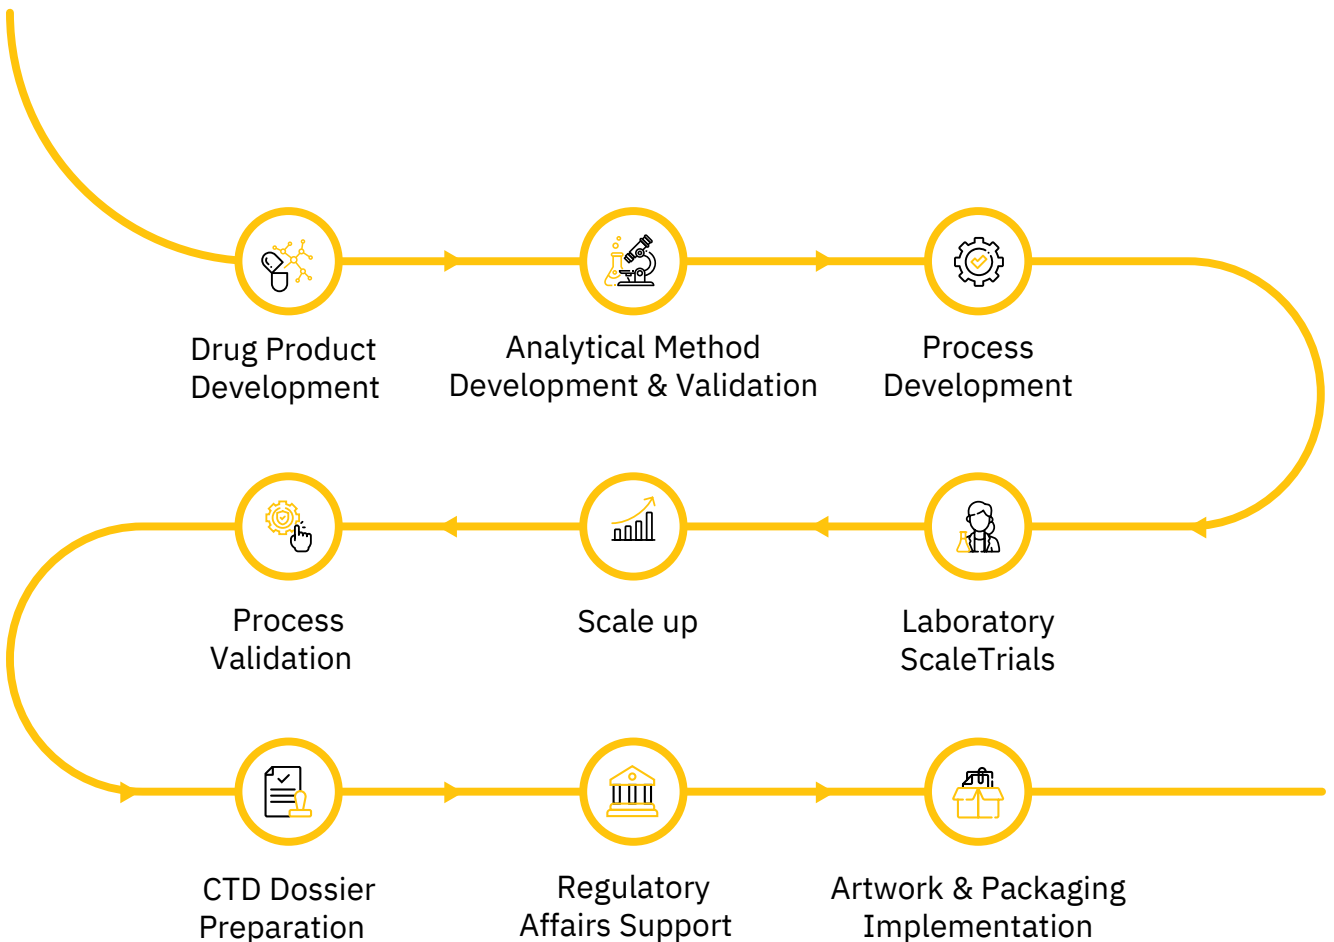 Drug Product
Development
Analytical Method
Development & Validation
Process
Development
Process
Validation
Scale up
Laboratory
ScaleTrials
CTD Dossier
Preparation
Regulatory
Affairs Support
Artwork & Packaging
Implementation